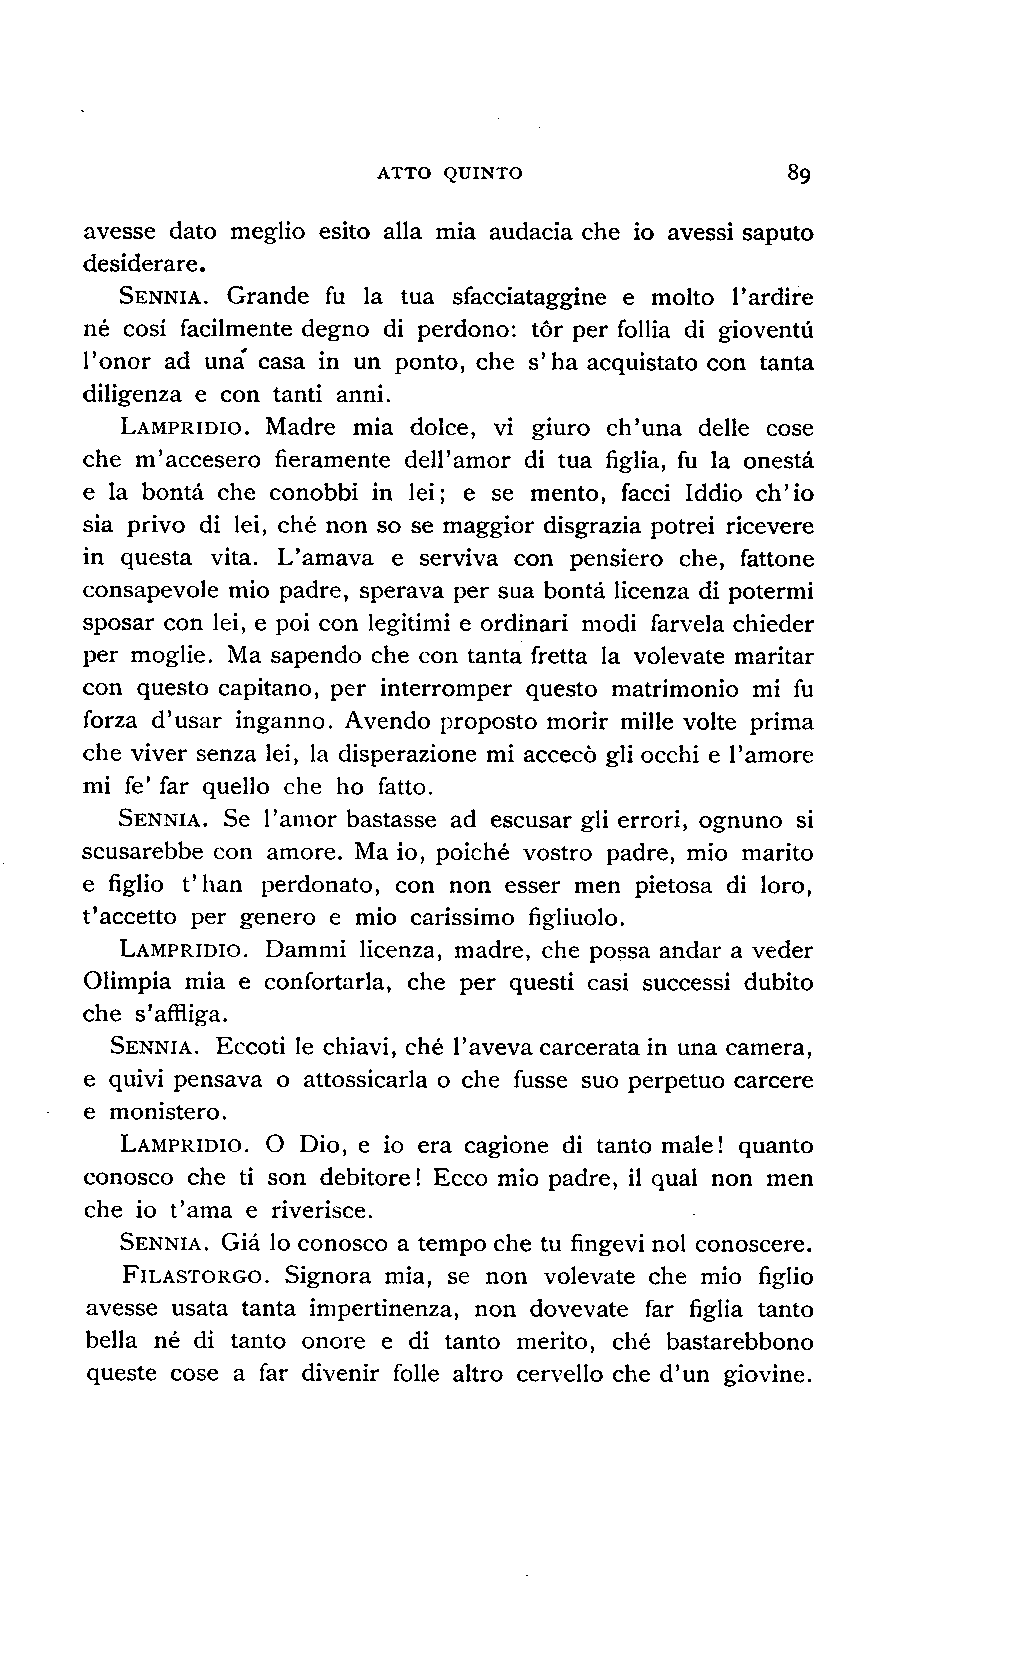 ATTO QUINTO 89
avesse dato meglio esito alla mia audacia che io avessi saputo
desiderare.
SENNIA. Grande fu la tua sfacciataggine e molto l'ardire
né cosí facilmente degno di perdono: tôr per follia di gioventú
l'onor ad una casa in un ponto, che s'ha acquistato con tanta
diligenza e con tanti anni.
LAMPRIDIO. Madre mia dolce, vi giuro ch'una delle cose
che m'accesero fieramente dell'amor di tua figlia, fu la onestá
e la bontá che conobbi in lei; e se mento, facci Iddio ch'io
sia privo di lei, ché non so se maggior disgrazia potrei ricevere
in questa vita. L'amava e serviva con pensiero che, fattone
consapevole mio padre, sperava per sua bontá licenza di potermi
sposar con lei, e poi con legitimi e ordinari modi farvela chieder
per moglie. Ma sapendo che con tanta fretta la volevate maritar
con questo capitano, per interromper questo matrimonio mi fu
forza d'usar inganno. Avendo proposto morir mille volte prima
che viver senza lei, la disperazione mi accecò gli occhi e l'amore
mi fe' far quello che ho fatto.
SENNIA. Se l'amor bastasse ad escusar gli errori, ognuno si
scusarebbe con amore. Ma io, poiché vostro padre, mio marito
e figlio t'han perdonato, con non esser men pietosa di loro,
t'accetto per genero e mio carissimo figliuolo.
LAMPRIDIO. Dammi licenza, madre, che possa andar a veder
Olimpia mia e confortarla, che per questi casi successi dubito
che s'affliga.
SENNIA. Eccoti le chiavi, ché l'aveva carcerata in una camera,
e quivi pensava o attossicarla o che fusse suo perpetuo carcere
e monistero.
LAMPRIDIO. O Dio, e io era cagione di tanto male! quanto
conosco che ti son debitore! Ecco mio padre, il qual non men
che io t'ama e riverisce.
SENNIA. Giá lo conosco a tempo che tu fingevi nol conoscere.
FILASTORGO. Signora mia, se non volevate che mio figlio
avesse usata tanta impertinenza, non dovevate far figlia tanto
bella né di tanto onore e di tanto merito, ché bastarebbono
queste cose a far divenir folle altro cervello che d'un giovine.